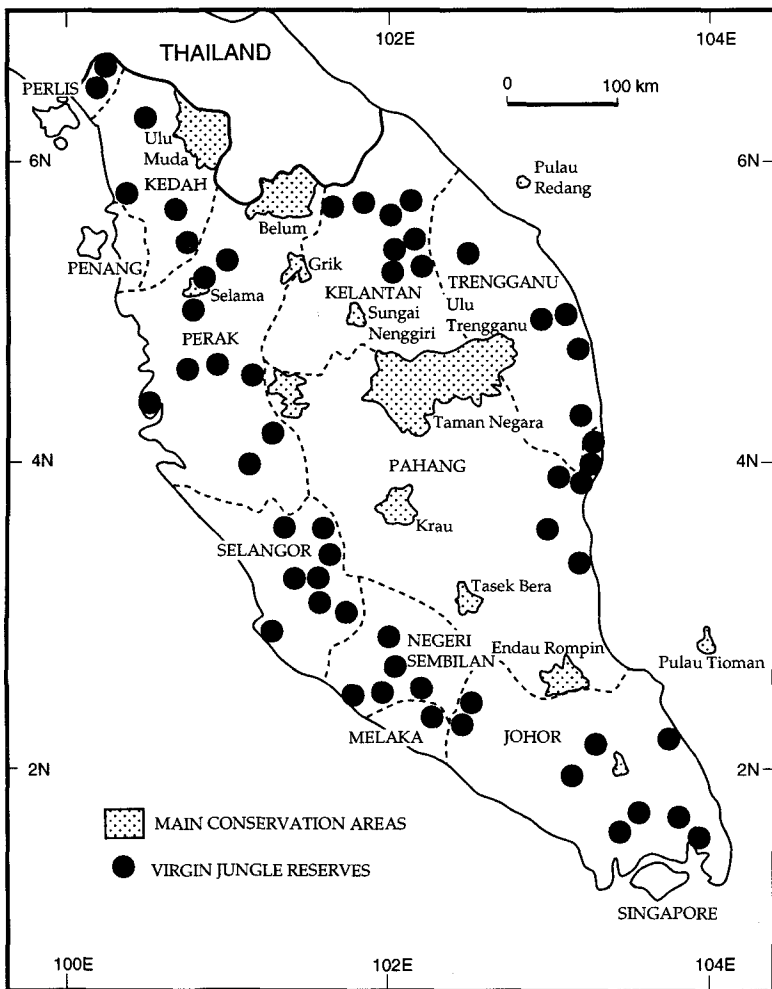 102E
104E
THAILAND
PERLIS
0
100 km
Ulu
Muda
6N
6N
Pulau
Redang
KEDAH
Belum
PENANG
Grik
Selama
KELANTAN
TRENGGANU
Sungai
Nenggiri
Ulu
Trengganu
PERAK
Taman Negara
4N
4N
PAHANG
Krau
SELANGOR
Tasek Bera
NEGERI
SEMBILAN
Endau Rompin
Pulau Tioman
MELAKA
JOHOR
2N
2N
MAIN CONSERVATION AREAS
VIRGIN JUNGLE RESERVES
SINGAPORE
100E
102E
104E